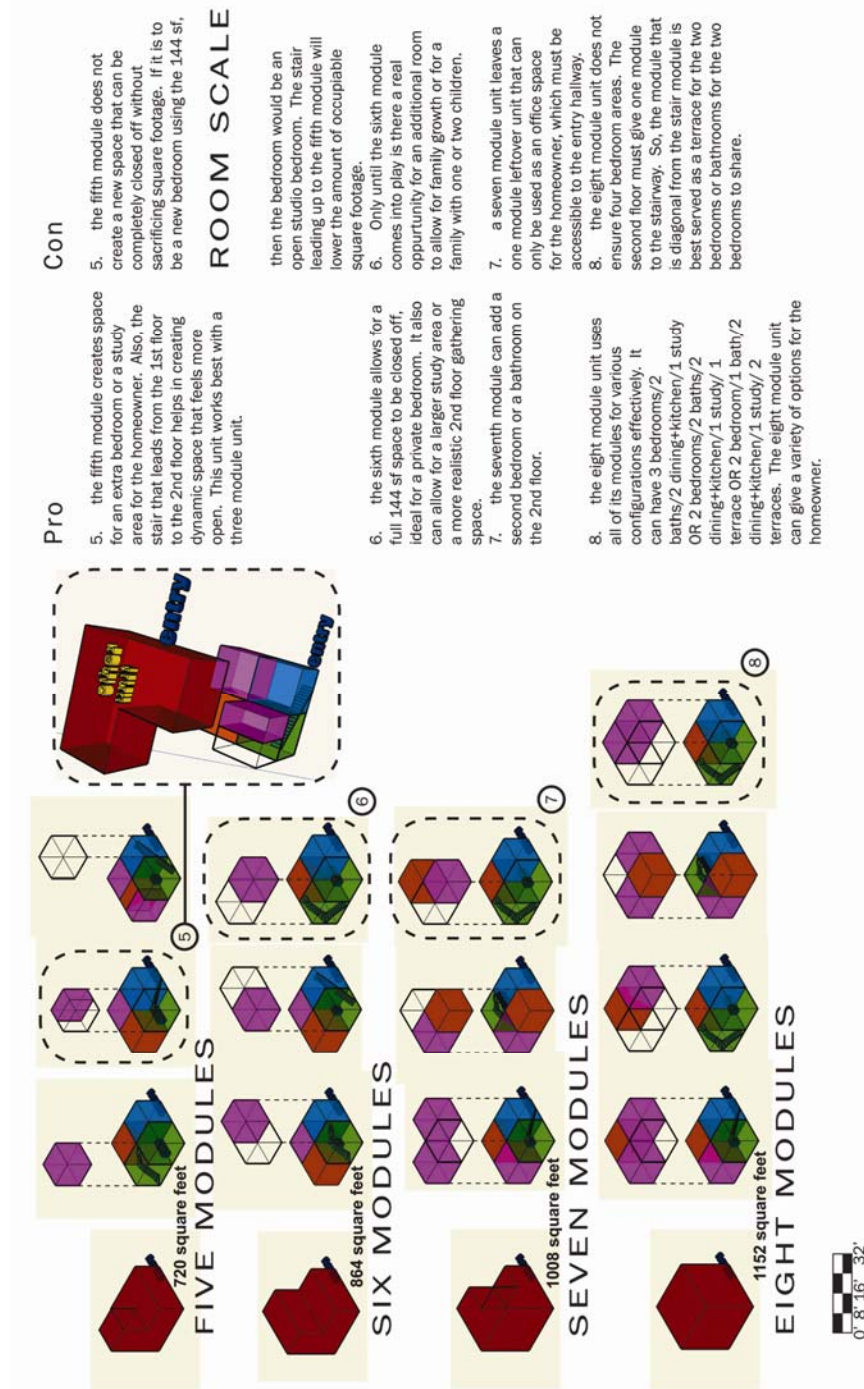 Pro
5. the fifth module creates space
for an extra bedroom or a study
area for the homeowner. Also, the
stair that leads from the 1st floor
to the 2nd floor helps in creating
dynamic space that feels more
open. This unit works best with a
three module unit.
6. the sixth module allows for a
full 144 sf space to be closed off,
ideal for a private bedroom. It also
can allow for a larger study area or
a more realistic 2nd floor gathering
space.
7. the seventh module can add a
second bedroom or a bathroom on
the 2nd floor.
8. the eight module unit uses
all of its modules for various
configurations effectively. It
can have 3 bedrooms/2
baths/2 dining+kitchen/1 study
OR 2 bedrooms/2 baths/2
dining+kitchen/1 study/ 1
terrace OR 2 bedroom/1 bath/2
dining+kitchen/1 study/ 2
terraces. The eight module unit
can give a variety of options for the
homeowner.
Con
5. the fifth module does not
create a new space that can be
completely closed off without
sacrificing square footage. If it is to
be a new bedroom using the 144 sf,
ROOM SCALE
then the bedroom would be an
open studio bedroom. The stair
leading up to the fifth module will
lower the amount of occupiable
square footage.
6. Only until the sixth module
comes into play is there a real
opportunity for an additional room
to allow for family growth or for a
family with one or two children.
7. a seven module unit leaves a
one module leftover unit that can
only be used as an office space
for the homeowner, which must be
accessible to the entry hallway.
8. the eight module unit does not
ensure four bedroom areas. The
second floor must give one module
to the stairway. So, the module that
is diagonal from the stair module is
best served as a terrace for the two
bedrooms or bathrooms for the two
bedrooms to share.
entry
entry
5
720 square feet
FIVE MODULES
6
864 square feet
SIX MODULES
7
1008 square feet
SEVEN MODULES
8
1152 square feet
EIGHT MODULES
0' 8' 16' 32'